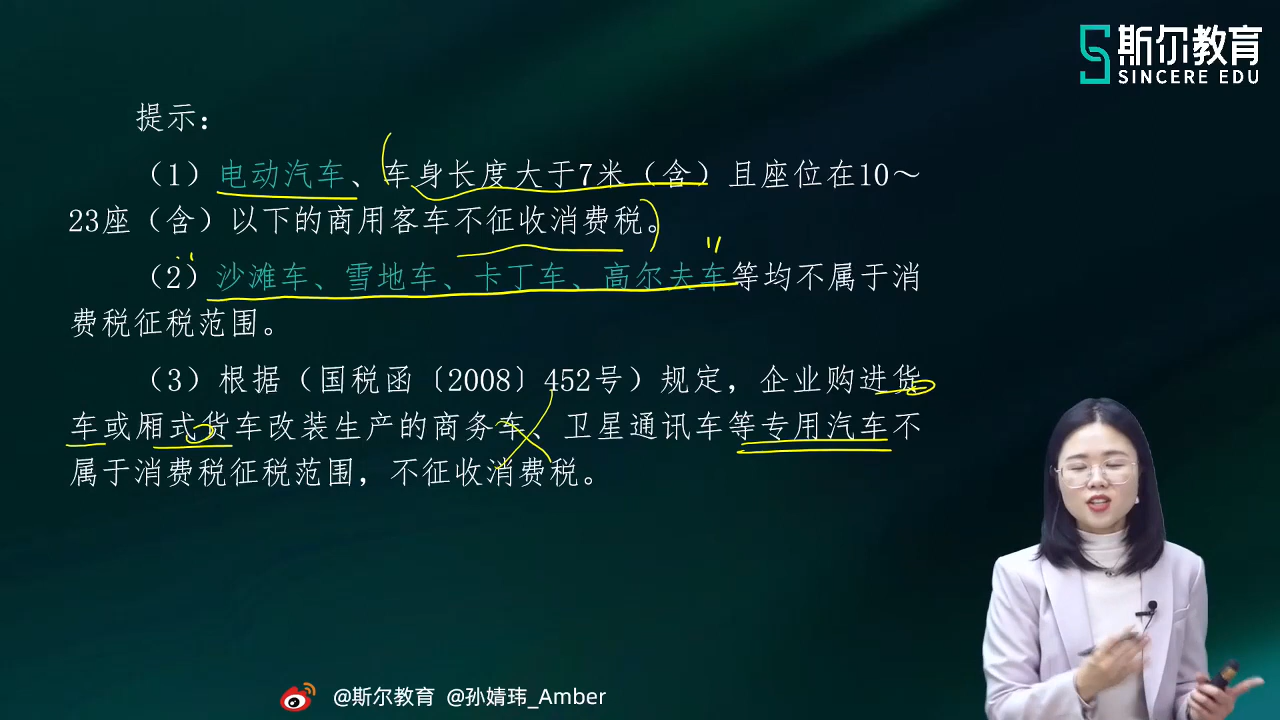 斯尔教育
SINCERE EDU
提示：
（1）电动汽车、车身长度大于7米（含）且座位在10～
23座（含）以下的商用客车不征收消费税。
（2）沙滩车、雪地车、卡丁车、高尔夫车等均不属于消
费税征税范围。
（3）根据（国税函〔2008〕452号）规定，企业购进货
车或厢式货车改装生产的商务车、卫星通讯车等专用汽车不
属于消费税征税范围，不征收消费税。
@斯尔教育 @孙婧玮_Amber